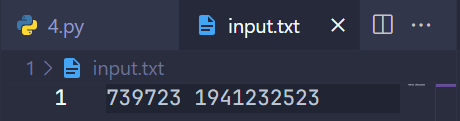 4.py input.txt
1 input.txt
1 739723 1941232523